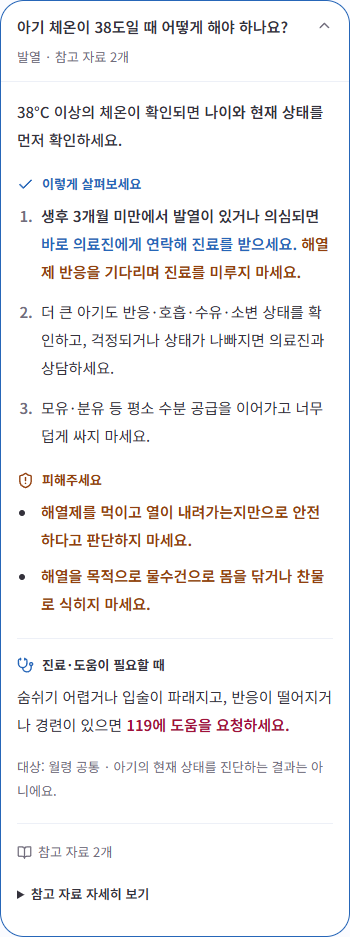 아기 체온이 38도일 때 어떻게 해야 하나요?
발열 · 참고 자료 2개
38°C 이상의 체온이 확인되면 나이와 현재 상태를
먼저 확인하세요.
이렇게 살펴보세요
1. 생후 3개월 미만에서 발열이 있거나 의심되면
바로 의료진에게 연락해 진료를 받으세요. 해열
제 반응을 기다리며 진료를 미루지 마세요.
2. 더 큰 아기도 반응·호흡·수유·소변 상태를 확
인하고, 걱정되거나 상태가 나빠지면 의료진과
상담하세요.
3. 모유·분유 등 평소 수분 공급을 이어가고 너무
덥게 싸지 마세요.
피해주세요
• 해열제를 먹이고 열이 내려가는지만으로 안전
하다고 판단하지 마세요.
• 해열을 목적으로 물수건으로 몸을 닦거나 찬물
로 식히지 마세요.
진료·도움이 필요할 때
숨쉬기 어렵거나 입술이 파래지고, 반응이 떨어지거
나 경련이 있으면 119에 도움을 요청하세요.
대상: 월령 공통 · 아기의 현재 상태를 진단하는 결과는 아
니에요.
참고 자료 2개
▶ 참고 자료 자세히 보기